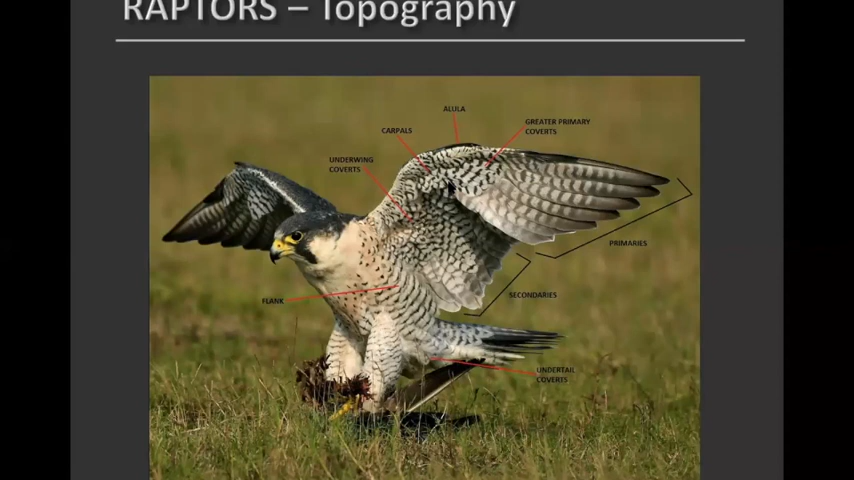 RAPTORS – Topography
ALULA
GREATER PRIMARY
COVERTS
CARPALS
UNDERWING
COVERTS
PRIMARIES
SECONDARIES
FLANK
UNDERTAIL
COVERTS